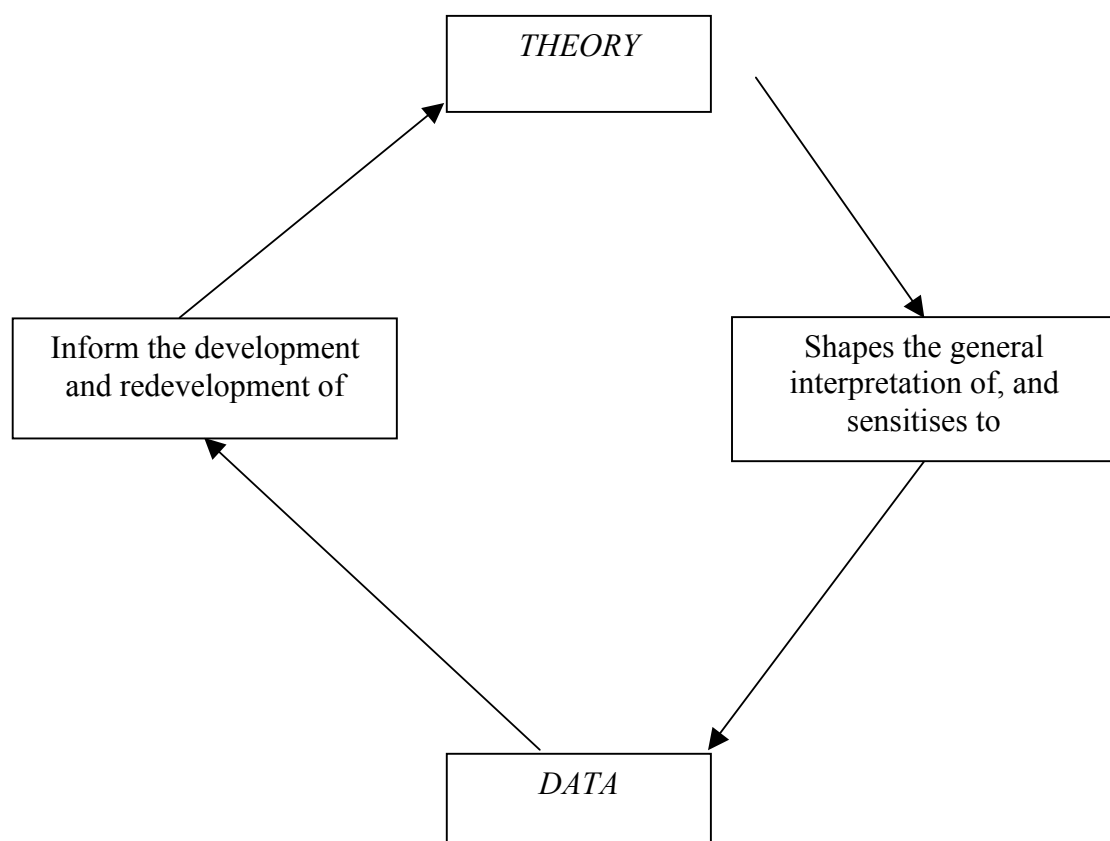 THEORY
Inform the development
and redevelopment of
Shapes the general
interpretation of, and
sensitises to
DATA